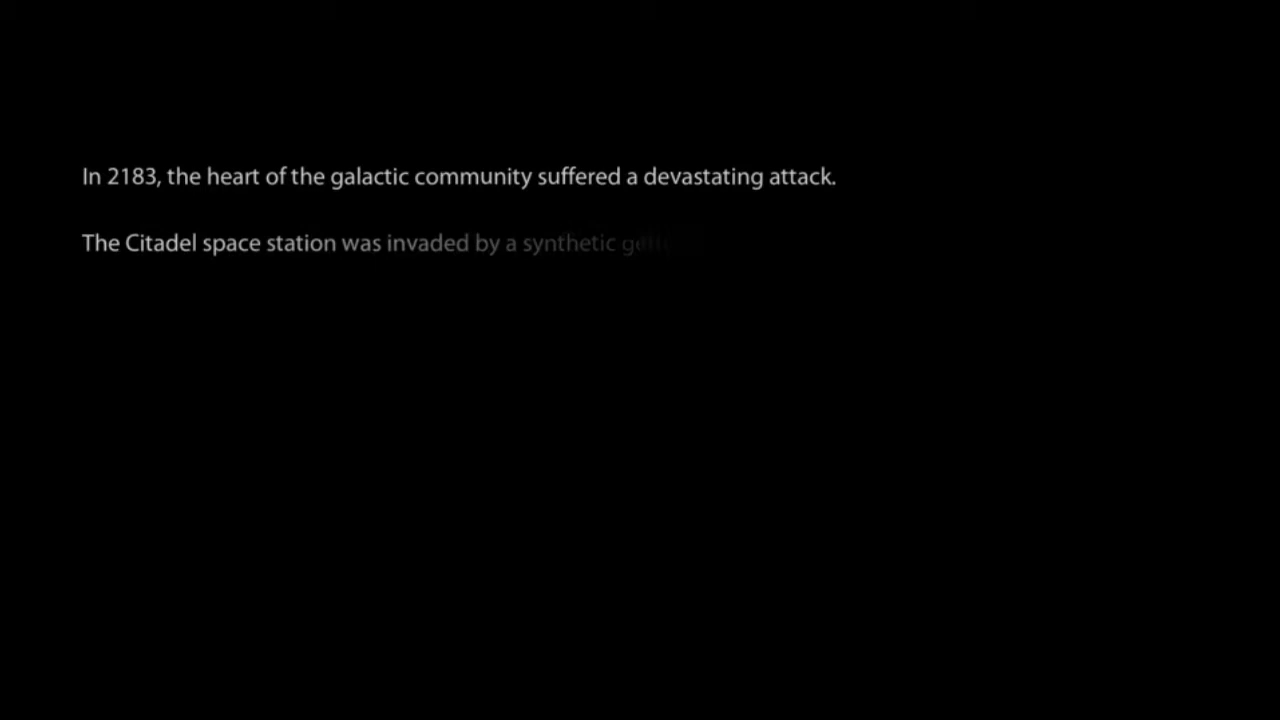 In 2183, the heart of the galactic community suffered a devastating attack.
The Citadel space station was invaded by a synthetic